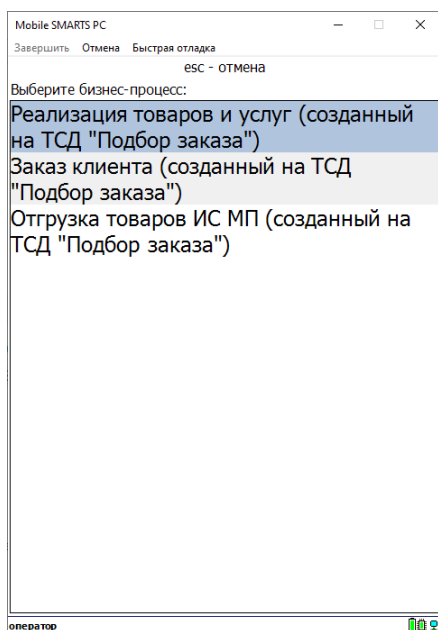 Mobile SMARTS PC
Завершить Отмена Быстрая отладка
esc - отмена
Выберите бизнес-процесс:
Реализация товаров и услуг (созданный
на ТСД "Подбор заказа")
Заказ клиента (созданный на ТСД
"Подбор заказа")
Отгрузка товаров ИС МП (созданный на
ТСД "Подбор заказа")
оператор